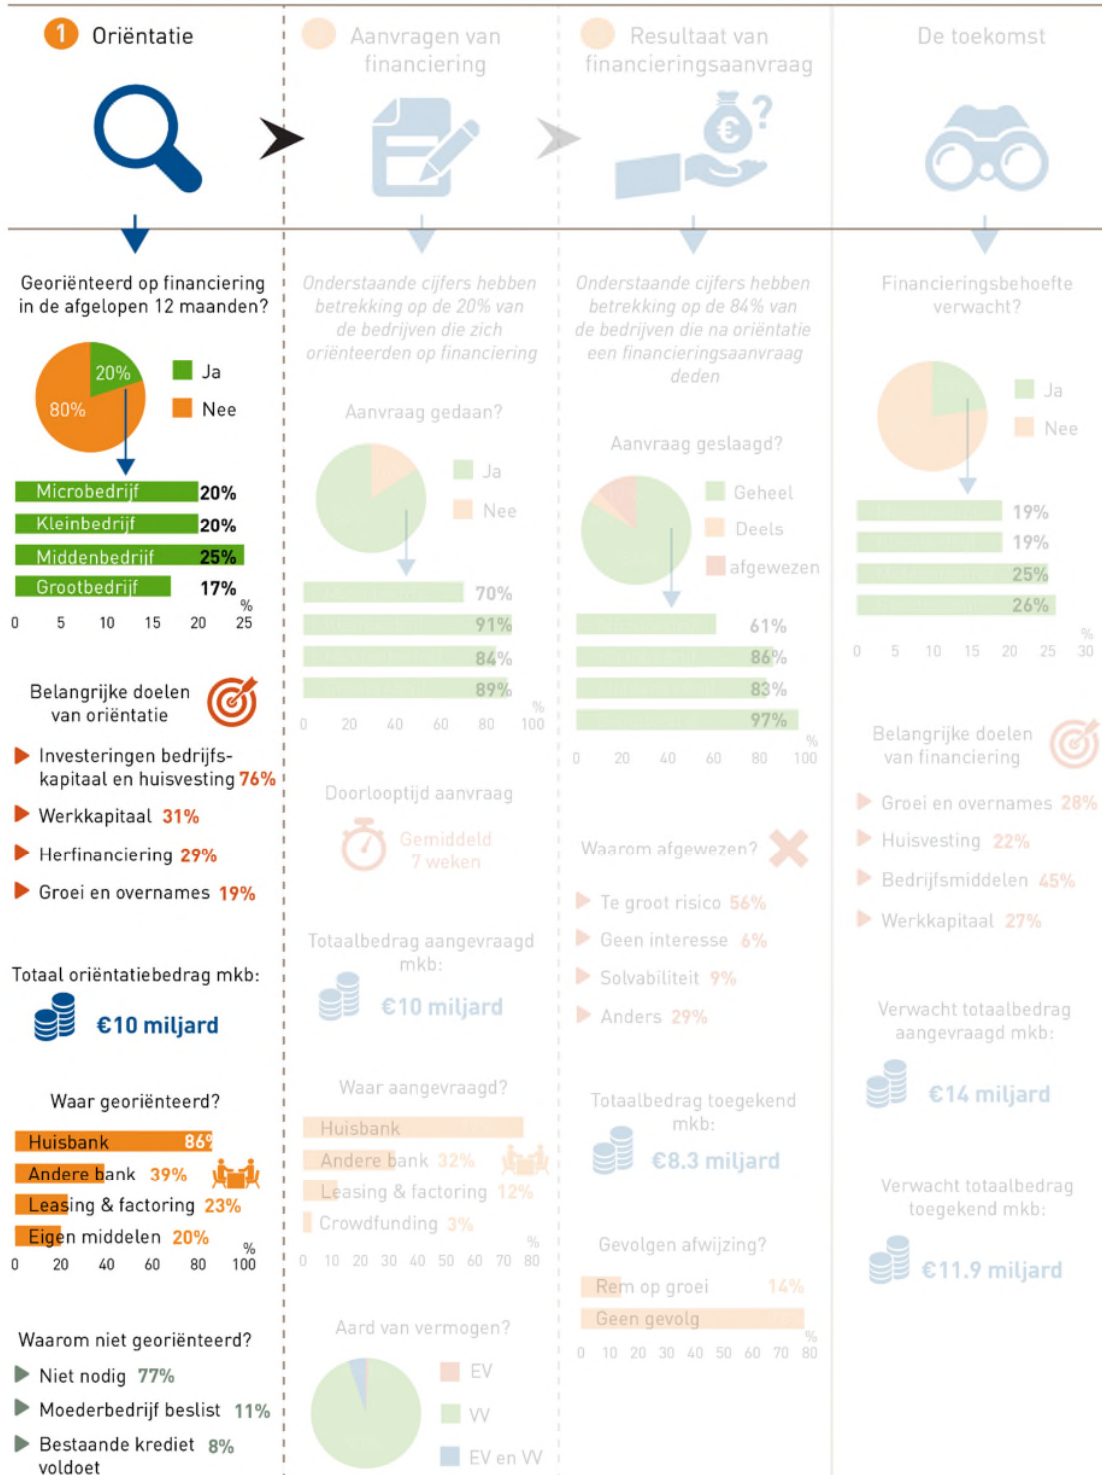 1 Oriëntatie
Georiënteerd op financiering
in de afgelopen 12 maanden?
20%
80%
Ja
Nee
Microbedrijf 20%
Kleinbedrijf 20%
Middenbedrijf 25%
Grootbedrijf 17%
%
0 5 10 15 20 25
Belangrijke doelen
van oriëntatie
Investeringen bedrijfs-
kapitaal en huisvesting 76%
Werkkapitaal 31%
Herfinanciering 29%
Groei en overnames 19%
Totaal oriëntatiebedrag mkb:
€10 miljard
Waar georiënteerd?
Huisbank 86%
Andere bank 39%
Leasing & factoring 23%
Eigen middelen 20%
%
0 20 40 60 80 100
Waarom niet georiënteerd?
Niet nodig 77%
Moederbedrijf beslist 11%
Bestaande krediet 8%
voldoet
Aanvragen van
financiering
Onderstaande cijfers hebben
betrekking op de 20% van
de bedrijven die zich
oriënteerden op financiering
Aanvraag gedaan?
Ja
Nee
70%
91%
84%
89%
%
0 20 40 60 80 100
Doorlooptijd aanvraag
Gemiddeld
7 weken
Totaalbedrag aangevraagd
mkb:
€10 miljard
Waar aangevraagd?
Huisbank
Andere bank 32%
Leasing & factoring 12%
Crowdfunding 3%
%
0 20 40 60 80
Aard van vermogen?
EV
VV
EV en VV
Resultaat van
financieringsaanvraag
€ ?
Onderstaande cijfers hebben
betrekking op de 84% van
de bedrijven die na oriëntatie
een financieringsaanvraag
deden
Aanvraag geslaagd?
Geheel
Deels
afgewezen
61%
86%
83%
97%
%
0 20 40 60 80 100
Waarom afgewezen?
Te groot risico 56%
Geen interesse 6%
Solvabiliteit 9%
Anders 29%
Totaalbedrag toegekend
mkb:
€8.3 miljard
Gevolgen afwijzing?
Rem op groei 14%
Geen gevolg
%
0 10 20 30 40 50 60 70 80
De toekomst
Financieringsbehoefte
verwacht?
Ja
Nee
19%
19%
25%
26%
%
0 5 10 15 20 25 30
Belangrijke doelen
van financiering
Groei en overnames 28%
Huisvesting 22%
Bedrijfsmiddelen 45%
Werkkapitaal 27%
Verwacht totaalbedrag
aangevraagd mkb:
€14 miljard
Verwacht totaalbedrag
toegekend mkb:
€11.9 miljard